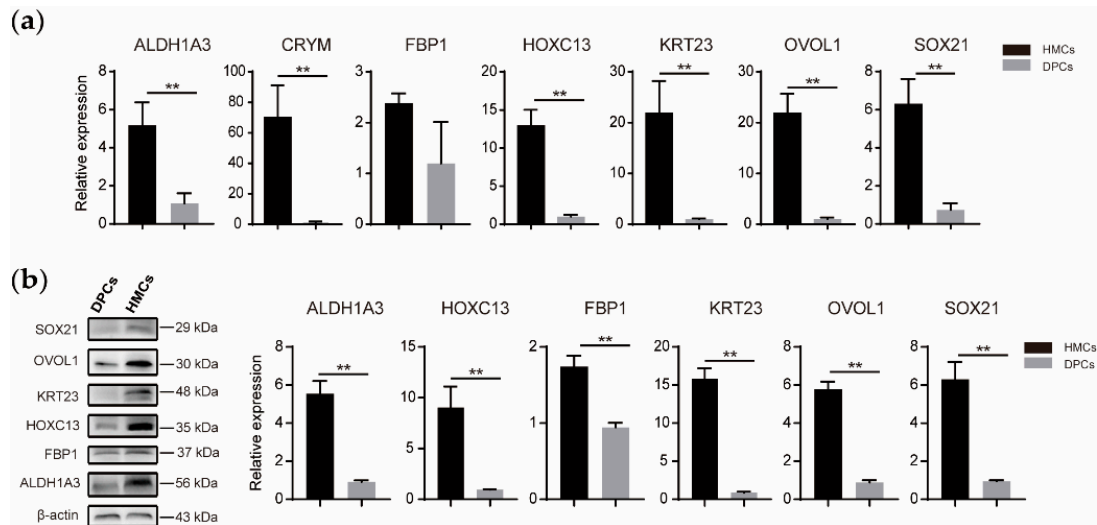 (a)
ALDH1A3 CRYM FBP1 HOXC13 KRT23 OVOL1 SOX21
HMCs
DPCs
Relative expression
** ** ** ** ** **
8 100 3 20 30 30 8
6 80 2 15 20 20 6
4 60 1 10 10 10 4
2 40 0 5 0 0 2
0 20 0 0
0
(b)
DPCs HMCs
SOX21 29 kDa
OVOL1 30 kDa
KRT23 48 kDa
HOXC13 35 kDa
FBP1 37 kDa
ALDH1A3 56 kDa
β-actin 43 kDa
ALDH1A3 HOXC13 FBP1 KRT23 OVOL1 SOX21
HMCs
DPCs
Relative expression
** ** ** ** ** **
8 15 2 20 8 8
6 10 1 15 6 6
4 5 0 10 4 4
2 0 5 2 2
0 0 0 0